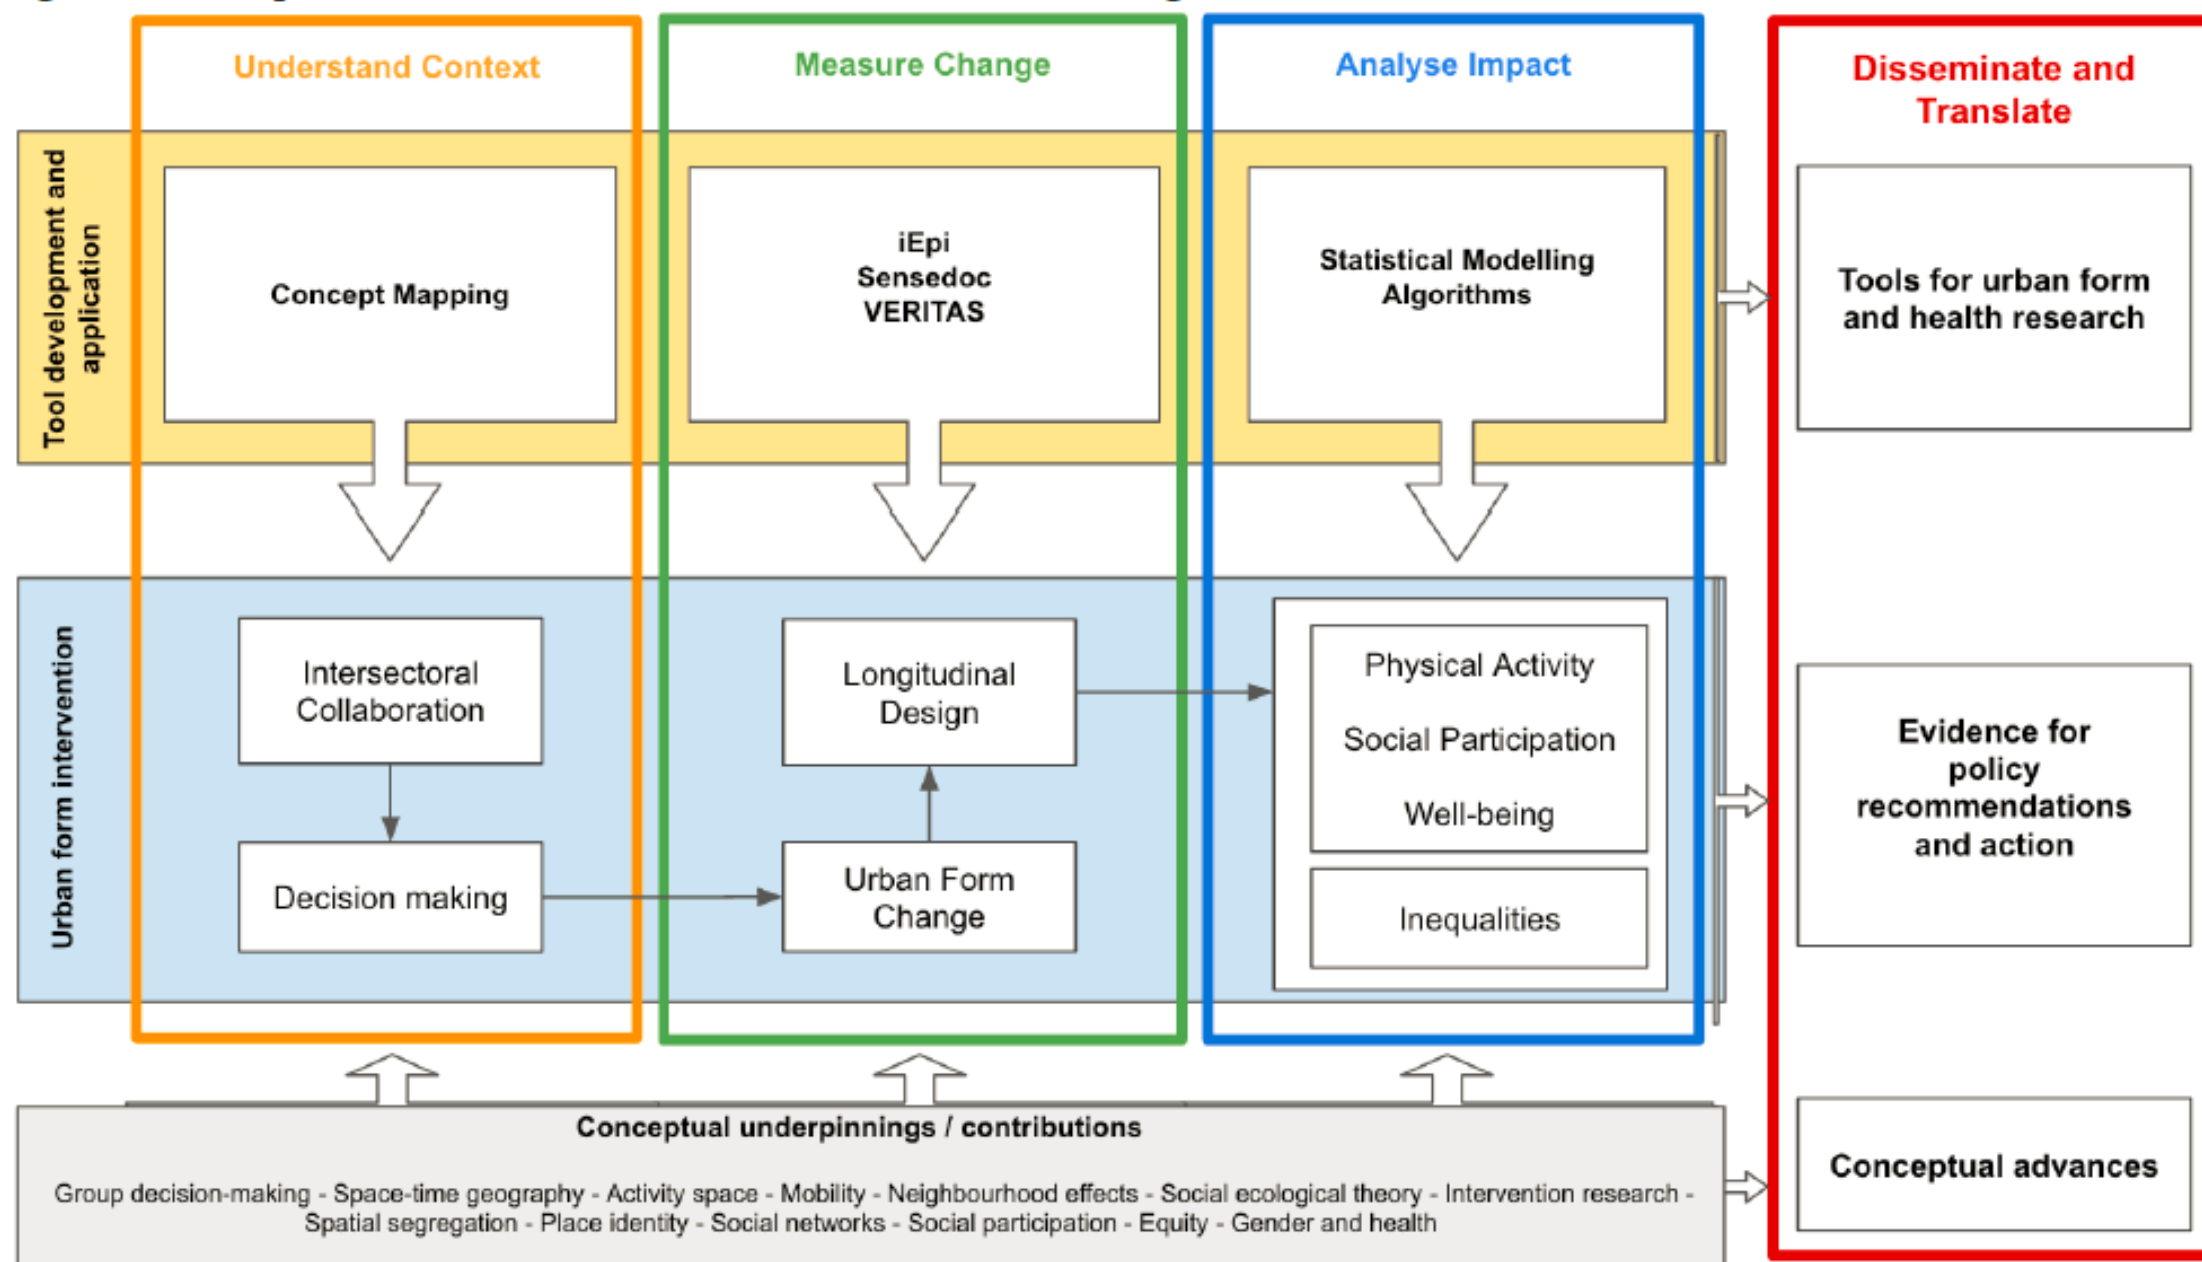 Understand Context
Measure Change
Analyse Impact
Disseminate and
Translate
Tool development and
application
Concept Mapping
iEpi
Sensedoc
VERITAS
Statistical Modelling
Algorithms
Tools for urban form
and health research
Urban form intervention
Intersectoral
Collaboration
Decision making
Longitudinal
Design
Urban Form
Change
Physical Activity
Social Participation
Well-being
Inequalities
Evidence for
policy
recommendations
and action
Conceptual underpinnings / contributions
Group decision-making - Space-time geography - Activity space - Mobility - Neighbourhood effects - Social ecological theory - Intervention research -
Spatial segregation - Place identity - Social networks - Social participation - Equity - Gender and health
Conceptual advances